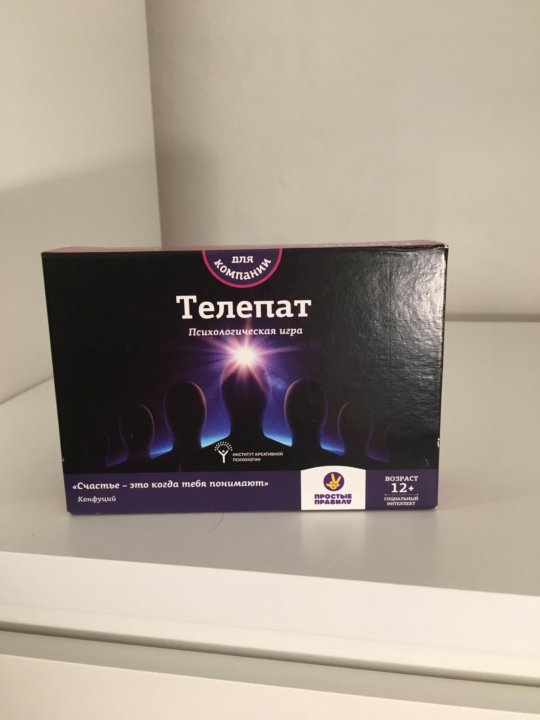 для
компании
Телепат
Психологическая игра
ИНСТИТУТ КРЕАТИВНОЙ
ПСИХОЛОГИИ
«Счастье – это когда тебя понимают»
Конфуций
ПРОСТЫЕ
ПРАВИЛА
ВОЗРАСТ
12+
СОЦИАЛЬНЫЙ
ИНТЕЛЛЕКТ